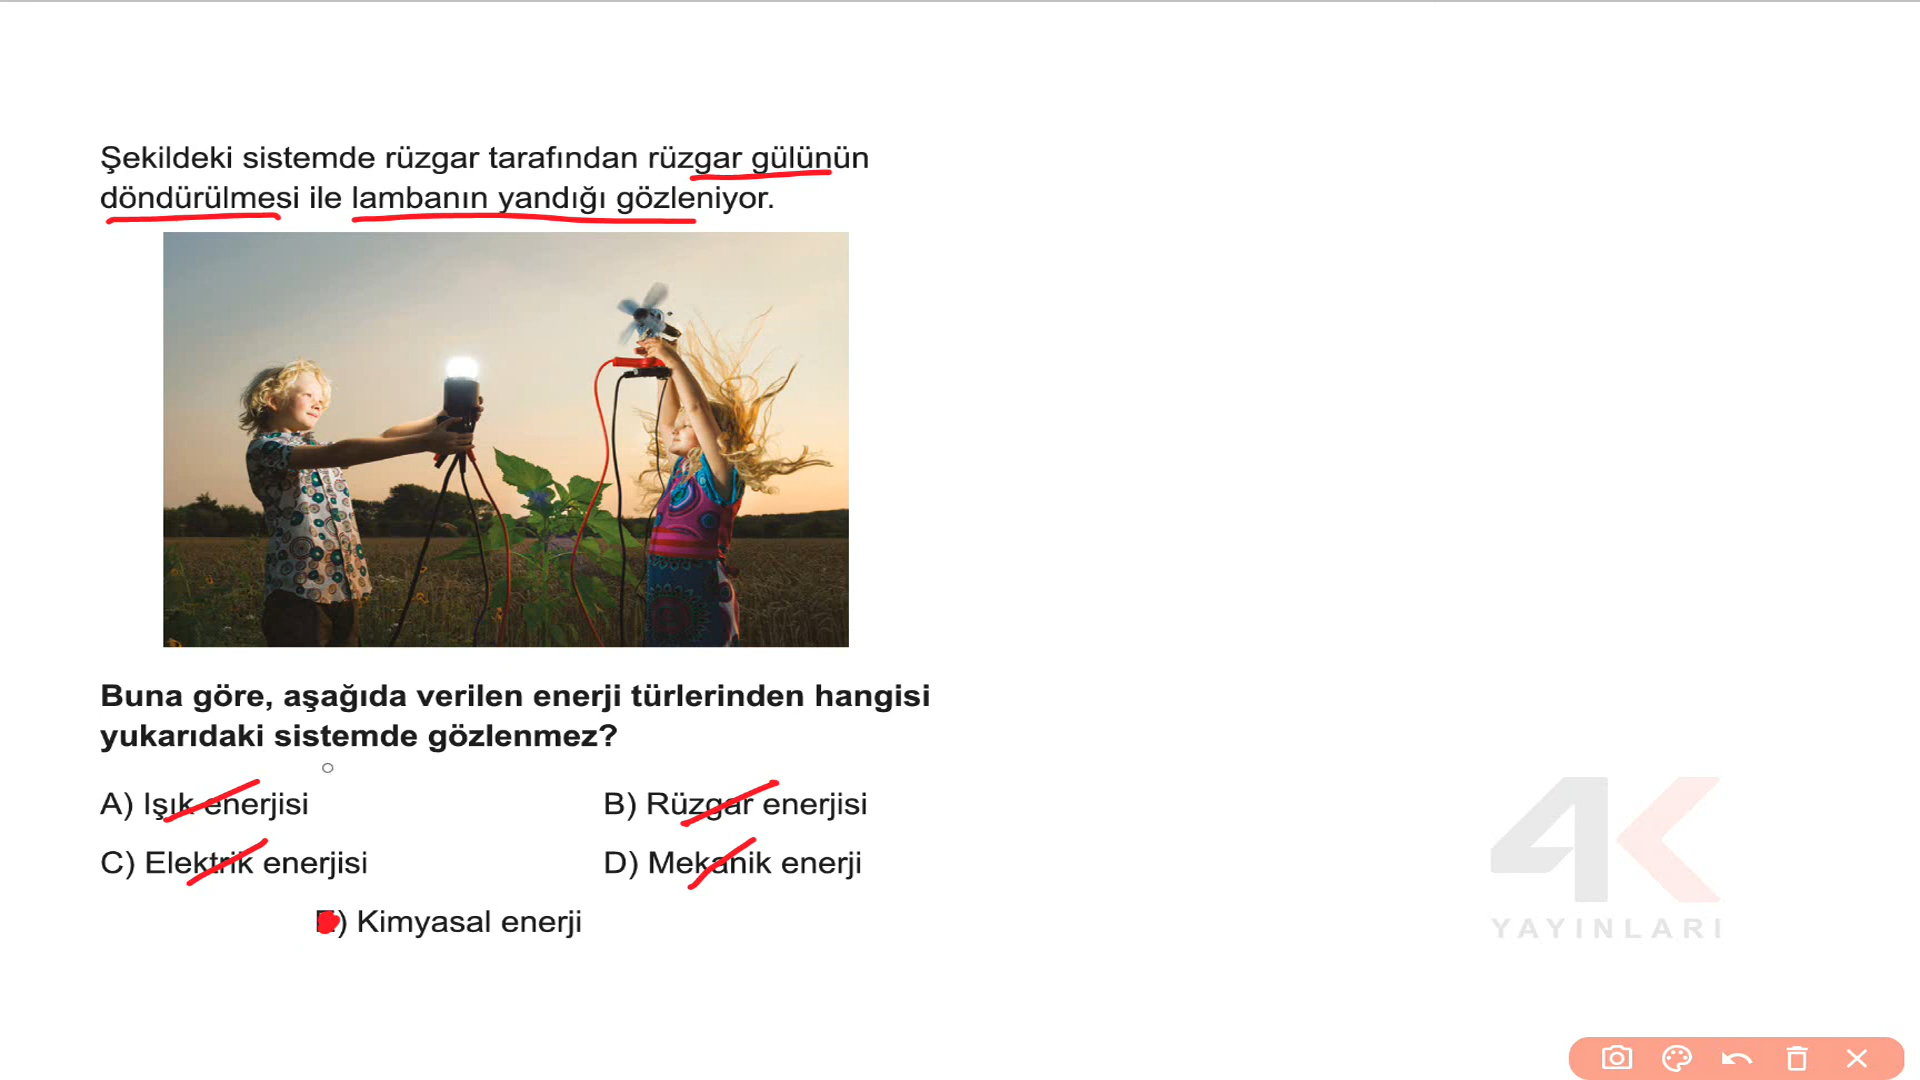 Şekildeki sistemde rüzgar tarafından rüzgar gülünün
döndürülmesi ile lambanın yandığı gözleniyor.
Buna göre, aşağıda verilen enerji türlerinden hangisi
yukarıdaki sistemde gözlenmez?
A) Işık enerjisi B) Rüzgar enerjisi
C) Elektrik enerjisi D) Mekanik enerji
E) Kimyasal enerji
4K
YAYINLARI